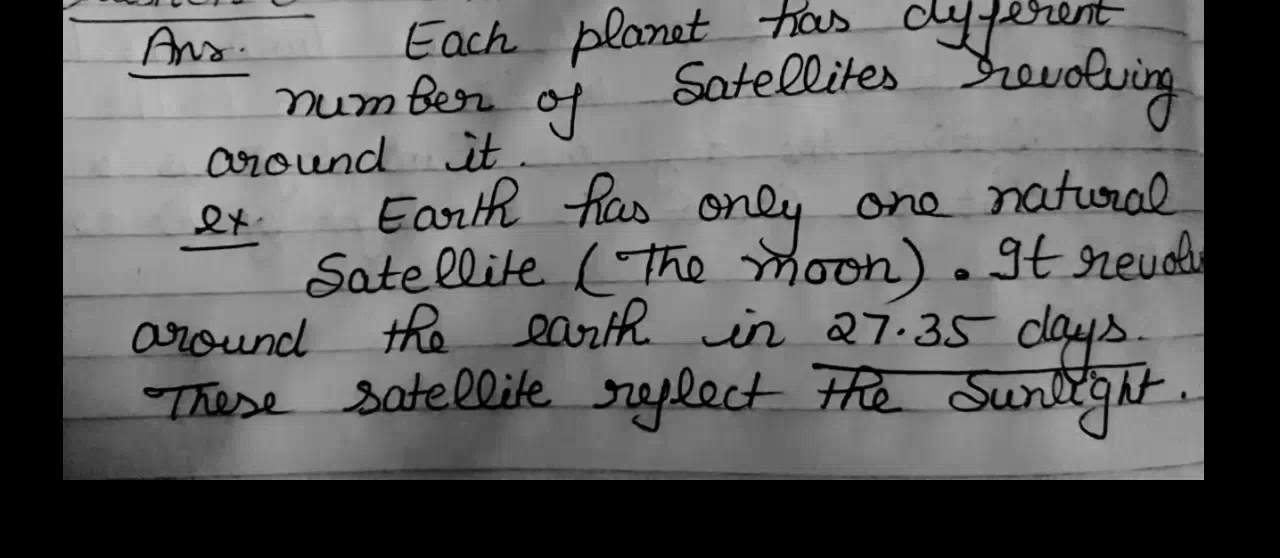 Ans. Each planet has different
number of Satellites revolving
around it.
ex. Earth has only one natural
Satellite (The moon). It
around the earth in 27.35 days.
These satellite reflect the Sunlight.